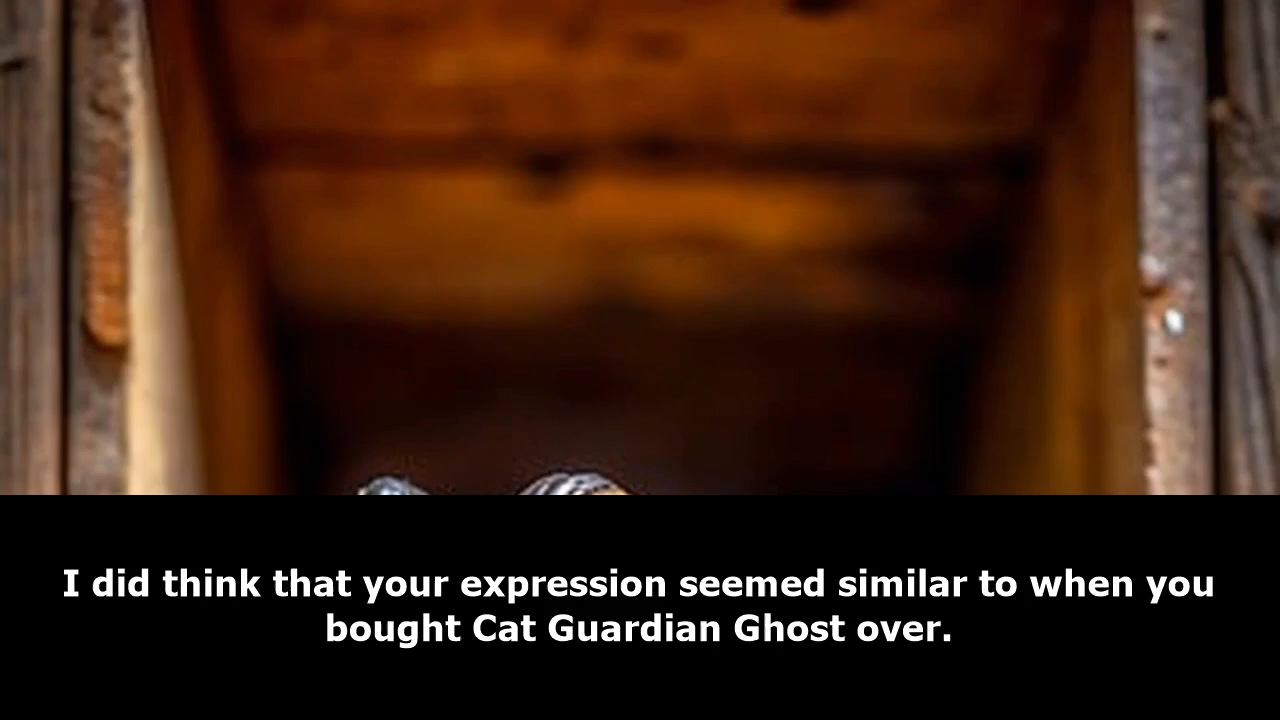 I did think that your expression seemed similar to when you
bought Cat Guardian Ghost over.